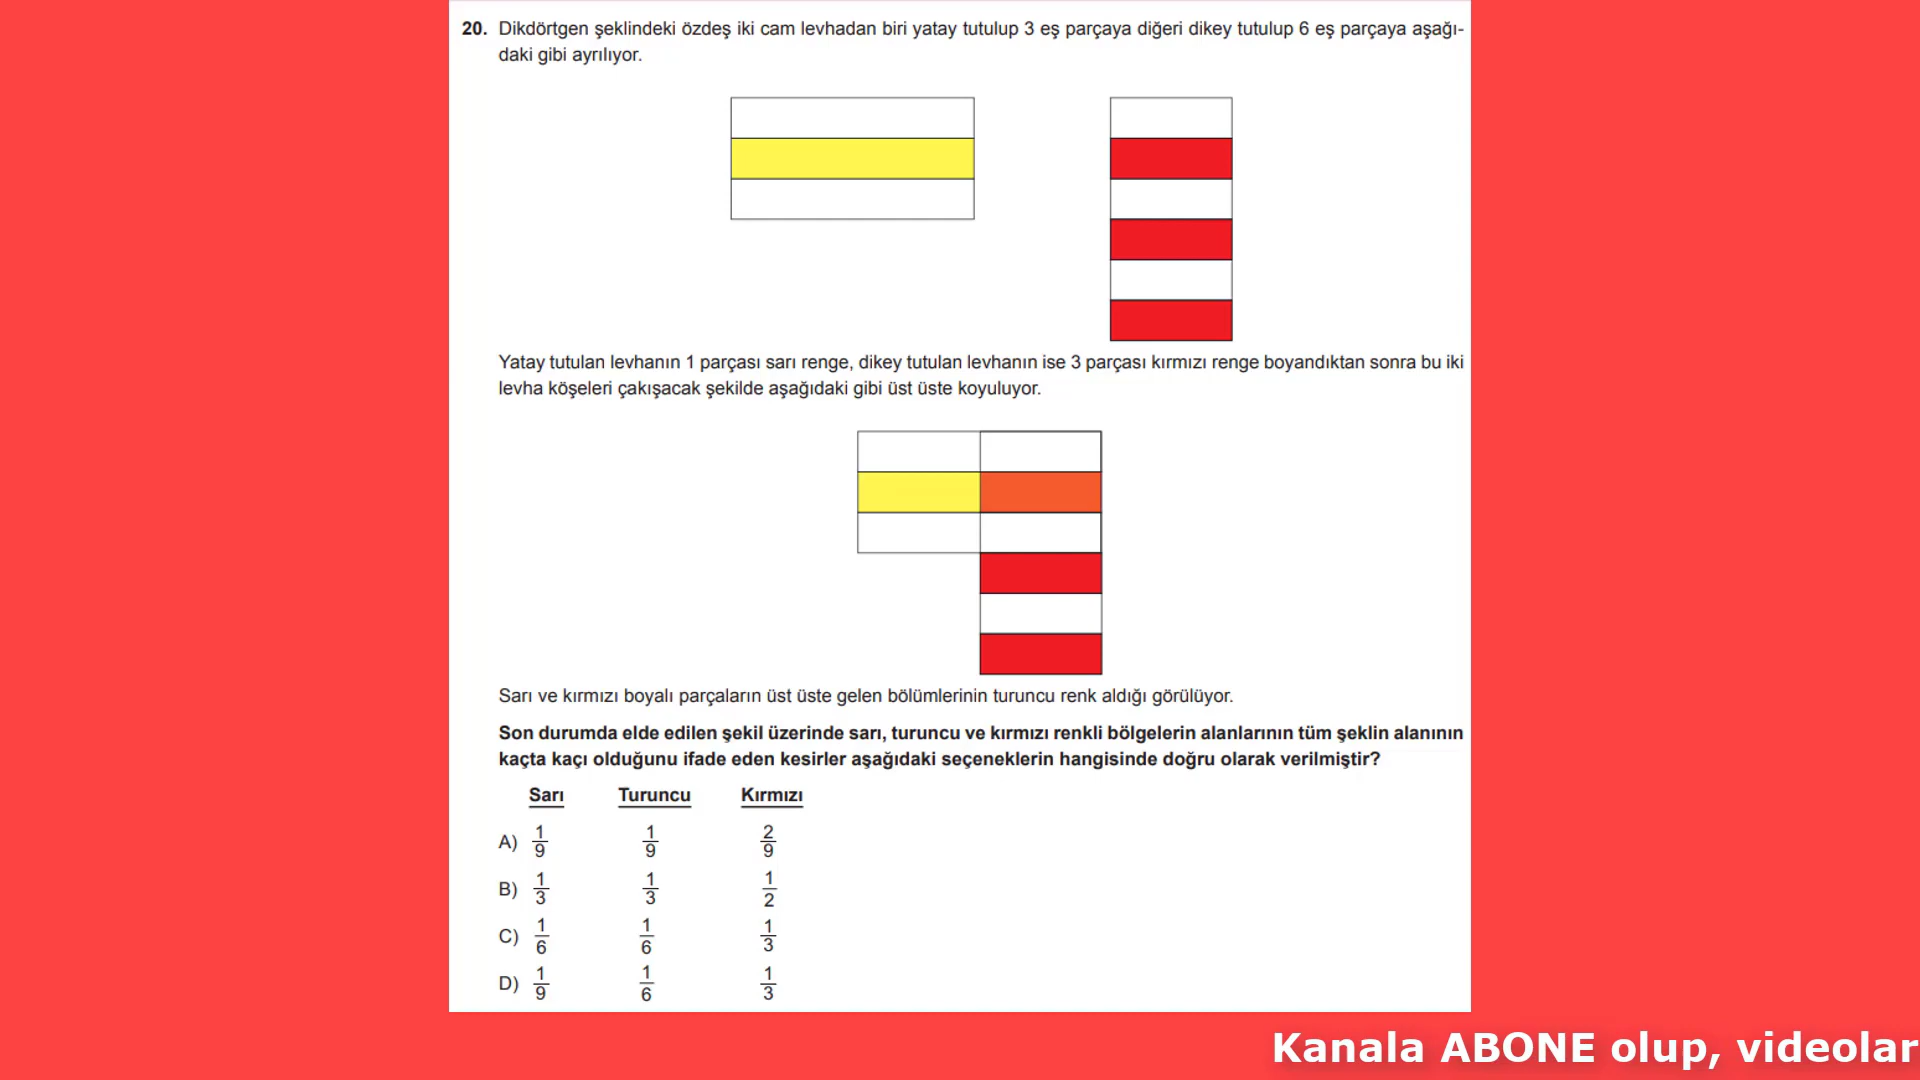 20. Dikdörtgen şeklindeki özdeş iki cam levhadan biri yatay tutulup 3 eş parçaya diğeri dikey tutulup 6 eş parçaya aşağı-
daki gibi ayrılıyor.
Yatay tutulan levhanın 1 parçası sarı renge, dikey tutulan levhanın ise 3 parçası kırmızı renge boyandıktan sonra bu iki
levha köşeleri çakışacak şekilde aşağıdaki gibi üst üste koyuluyor.
Sarı ve kırmızı boyalı parçaların üst üste gelen bölümlerinin turuncu renk aldığı görülüyor.
Son durumda elde edilen şekil üzerinde sarı, turuncu ve kırmızı renkli bölgelerin alanlarının tüm şeklin alanının
kaçta kaçı olduğunu ifade eden kesirler aşağıdaki seçeneklerin hangisinde doğru olarak verilmiştir?
Sarı Turuncu Kırmızı
A) 1/9 1/9 2/9
B) 1/3 1/3 1/2
C) 1/6 1/6 1/3
D) 1/9 1/6 1/3
Kanala ABONE olup, videolar